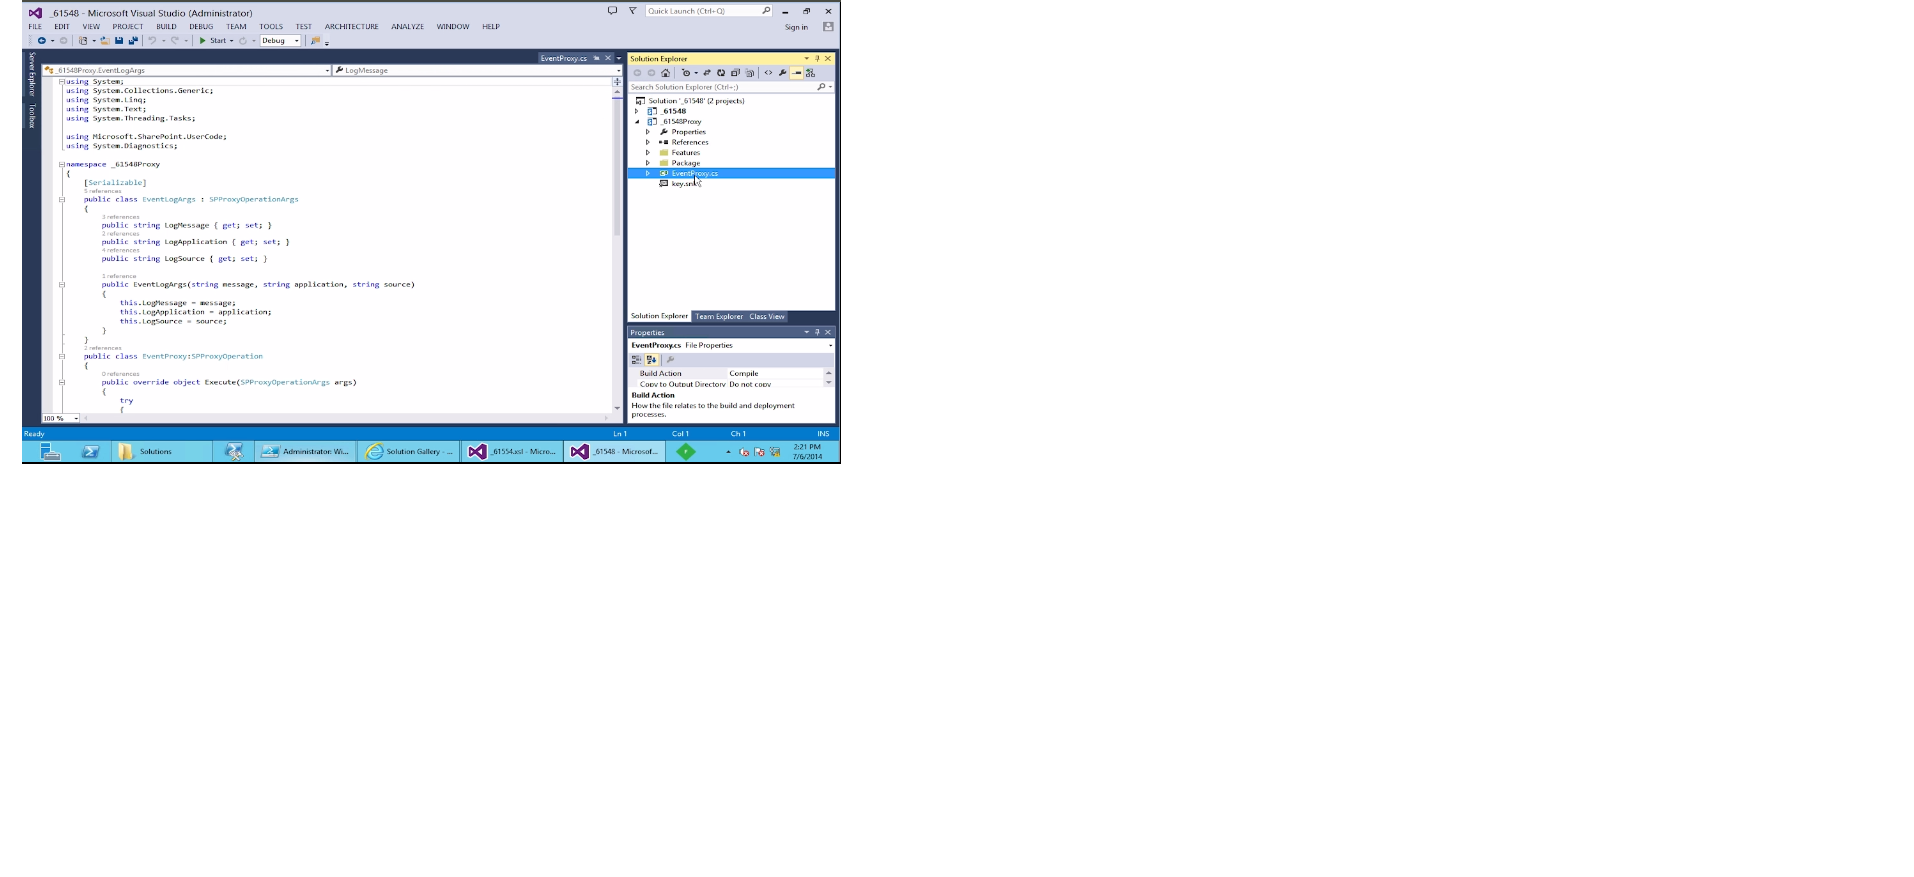 _61548 - Microsoft Visual Studio (Administrator)
Quick Launch (Ctrl+Q)
FILE EDIT VIEW PROJECT BUILD DEBUG TEAM TOOLS TEST ARCHITECTURE ANALYZE WINDOW HELP
Sign in
Start
Debug
Server Explorer
Toolbox
EventProxy.cs
_61548Proxy.EventLogArgs
LogMessage
using System;
using System.Collections.Generic;
using System.Linq;
using System.Text;
using System.Threading.Tasks;
using Microsoft.SharePoint.UserCode;
using System.Diagnostics;
namespace _61548Proxy
{
[Serializable]
5 references
public class EventLogArgs : SPProxyOperationArgs
{
3 references
public string LogMessage { get; set; }
2 references
public string LogApplication { get; set; }
4 references
public string LogSource { get; set; }
1 reference
public EventLogArgs(string message, string application, string source)
{
this.LogMessage = message;
this.LogApplication = application;
this.LogSource = source;
}
}
2 references
public class EventProxy:SPProxyOperation
{
0 references
public override object Execute(SPProxyOperationArgs args)
{
try
{
100 %
Solution Explorer
Search Solution Explorer (Ctrl+;)
Solution '_61548' (2 projects)
_61548
_61548Proxy
Properties
References
Features
Package
EventProxy.cs
key.snk
Solution Explorer Team Explorer Class View
Properties
EventProxy.cs File Properties
Build Action Compile
Copy to Output Directory Do not copy
Build Action
How the file relates to the build and deployment
processes.
Ready
Ln 1 Col 1 Ch 1 INS
Solutions
Administrator: Wi...
Solution Gallery - ...
_61554.xsl - Micro...
_61548 - Microsof...
2:21 PM
7/6/2014